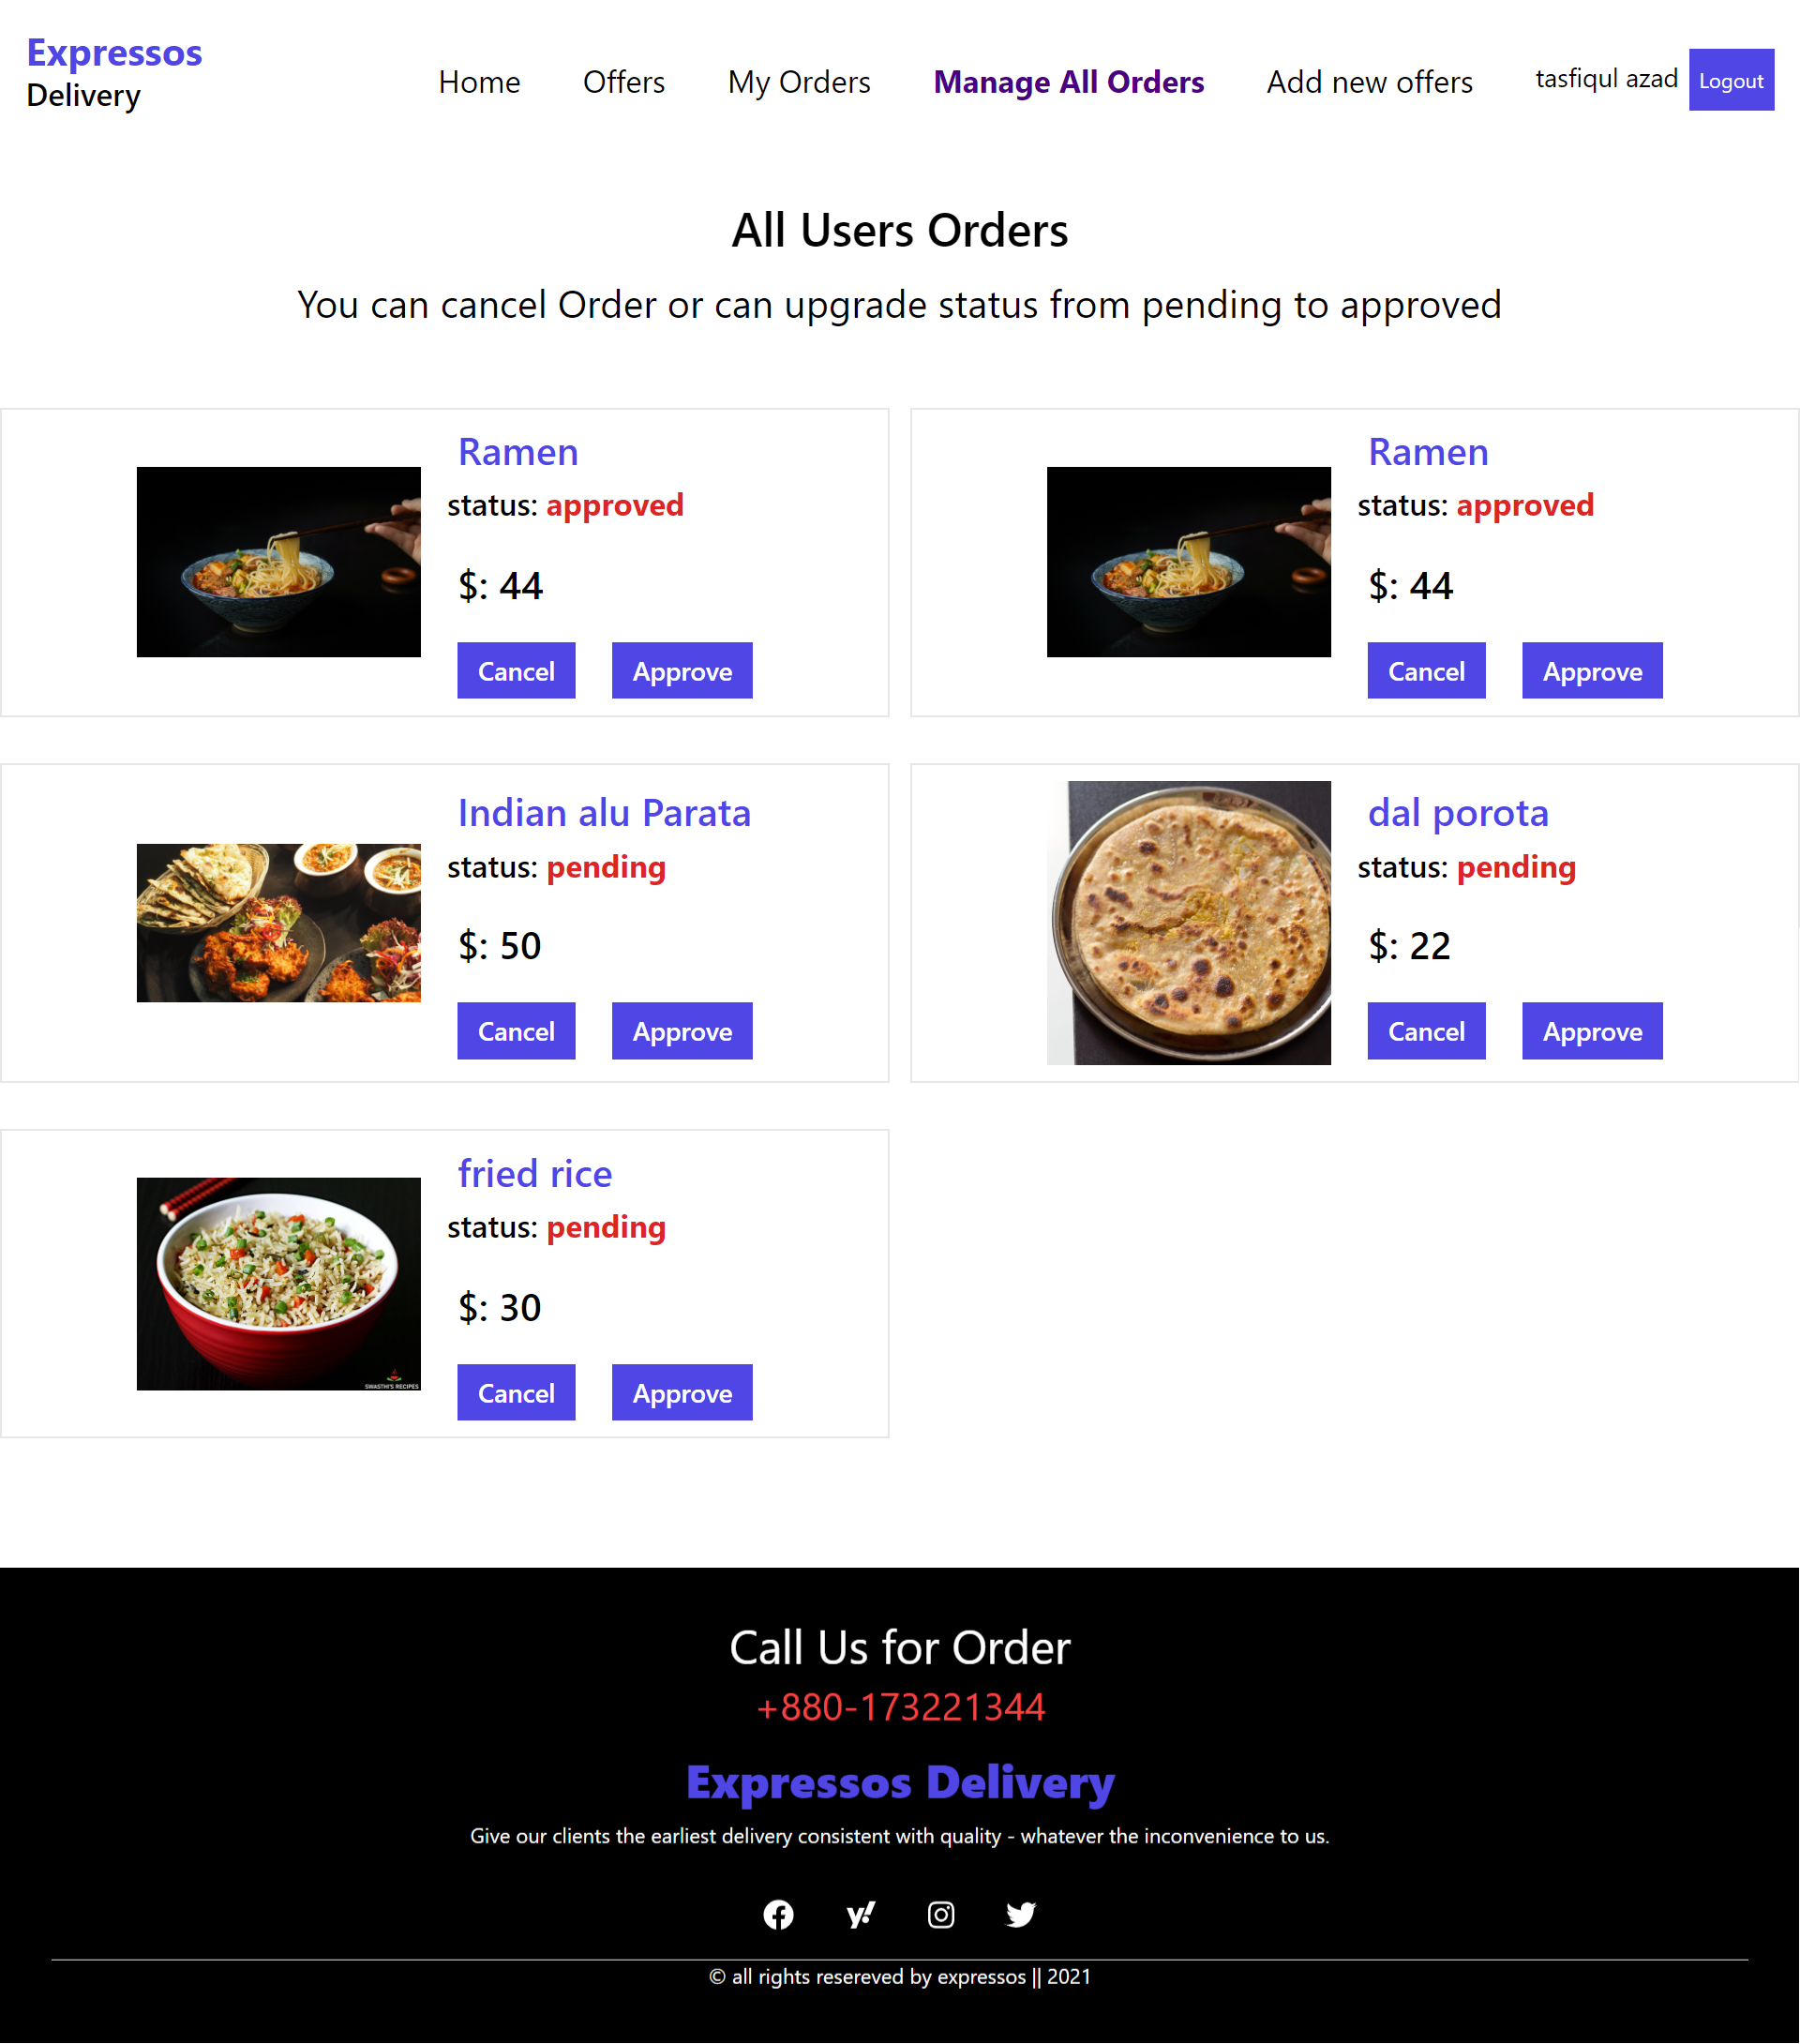 Expressos
Delivery
Home
Offers
My Orders
Manage All Orders
Add new offers
tasfiqul azad
Logout
All Users Orders
You can cancel Order or can upgrade status from pending to approved
Ramen
status: approved
$: 44
Cancel
Approve
Ramen
status: approved
$: 44
Cancel
Approve
Indian alu Parata
status: pending
$: 50
Cancel
Approve
dal porota
status: pending
$: 22
Cancel
Approve
fried rice
status: pending
$: 30
SWASTHI'S RECIPES
Cancel
Approve
Call Us for Order
+880-173221344
Expressos Delivery
Give our clients the earliest delivery consistent with quality - whatever the inconvenience to us.
© all rights resereved by expressos || 2021